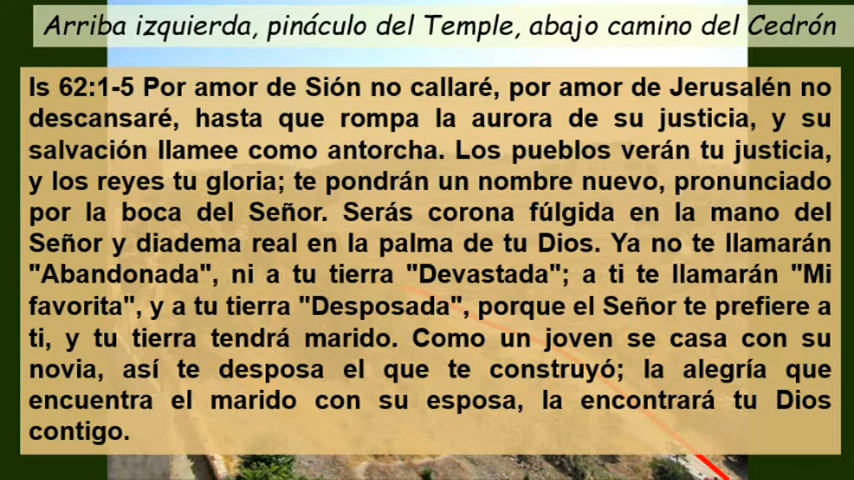 Arriba izquierda, pináculo del Temple, abajo camino del Cedrón
Is 62:1-5 Por amor de Sión no callaré, por amor de Jerusalén no
descansaré, hasta que rompa la aurora de su justicia, y su
salvación llamee como antorcha. Los pueblos verán tu justicia,
y los reyes tu gloria; te pondrán un nombre nuevo, pronunciado
por la boca del Señor. Serás corona fúlgida en la mano del
Señor y diadema real en la palma de tu Dios. Ya no te llamarán
"Abandonada", ni a tu tierra "Devastada"; a ti te llamarán "Mi
favorita", y a tu tierra "Desposada", porque el Señor te prefiere a
ti, y tu tierra tendrá marido. Como un joven se casa con su
novia, así te desposa el que te construyó; la alegría que
encuentra el marido con su esposa, la encontrará tu Dios
contigo.